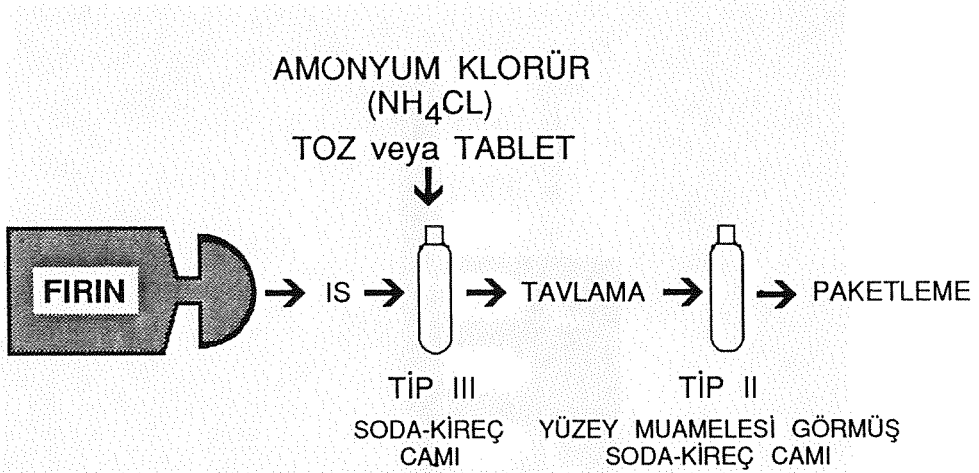 AMONYUM KLORÜR
(NH4CL)
TOZ veya TABLET
FIRIN
IS
TAVLAMA
PAKETLEME
TİP III
SODA-KİREÇ
CAMI
TİP II
YÜZEY MUAMELESİ GÖRMÜŞ
SODA-KİREÇ CAMI